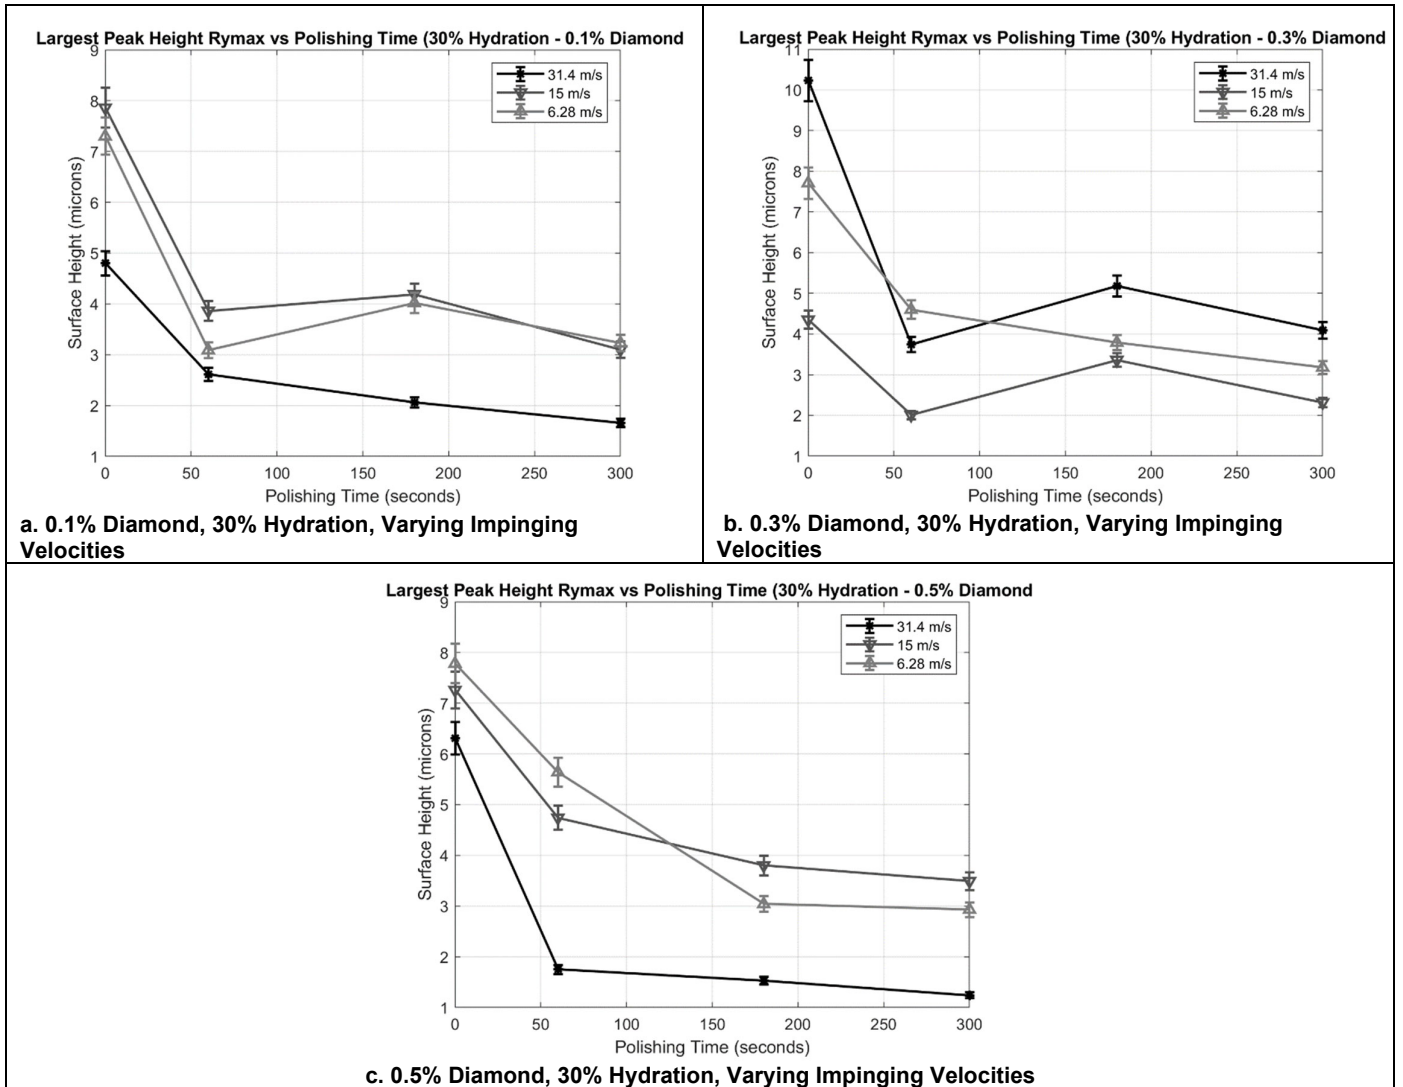 Largest Peak Height Rymax vs Polishing Time (30% Hydration - 0.1% Diamond
31.4 m/s
15 m/s
6.28 m/s
9
8
7
6
5
4
3
2
1
Surface Height (microns)
0
50
100
150
200
250
300
Polishing Time (seconds)
a. 0.1% Diamond, 30% Hydration, Varying Impinging
Velocities
Largest Peak Height Rymax vs Polishing Time (30% Hydration - 0.3% Diamond
31.4 m/s
15 m/s
6.28 m/s
11
10
9
8
7
6
5
4
3
2
1
Surface Height (microns)
0
50
100
150
200
250
300
Polishing Time (seconds)
b. 0.3% Diamond, 30% Hydration, Varying Impinging
Velocities
Largest Peak Height Rymax vs Polishing Time (30% Hydration - 0.5% Diamond
31.4 m/s
15 m/s
6.28 m/s
9
8
7
6
5
4
3
2
1
Surface Height (microns)
0
50
100
150
200
250
300
Polishing Time (seconds)
c. 0.5% Diamond, 30% Hydration, Varying Impinging Velocities